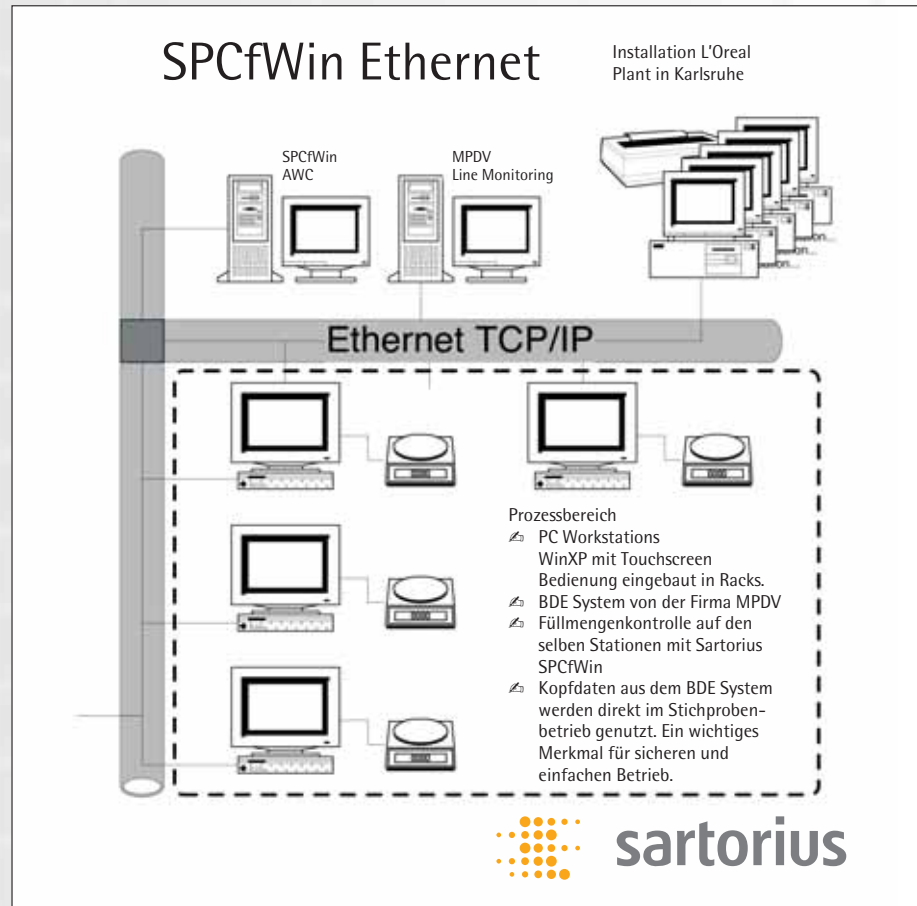 SPCfWin Ethernet
Installation L'Oreal
Plant in Karlsruhe
SPCfWin
AWC
MPDV
Line Monitoring
on...
on...
Ethernet TCP/IP
Prozessbereich
PC Workstations
WinXP mit Touchscreen
Bedienung eingebaut in Racks.
BDE System von der Firma MPDV
Füllmengenkontrolle auf den
selben Stationen mit Sartorius
SPCfWin
Kopfdaten aus dem BDE System
werden direkt im Stichproben-
betrieb genutzt. Ein wichtiges
Merkmal für sicheren und
einfachen Betrieb.
sartorius